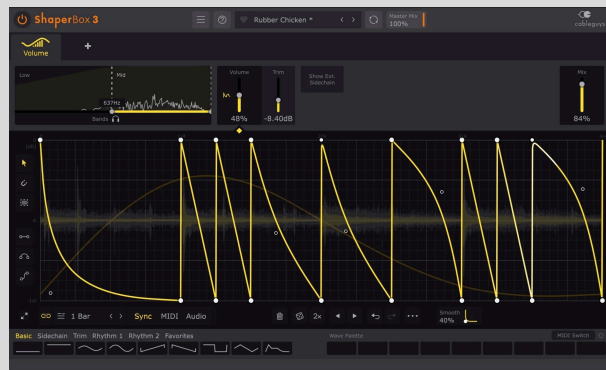 ShaperBox 3
Rubber Chicken *
Master Mix
100%
cableguys
Volume
+
Low
Mid
637Hz
Bands
Volume
48%
Trim
-8.40dB
Show Ext.
Sidechain
Mix
84%
1 Bar
Sync
MIDI
Audio
2×
Smooth
40%
Basic
Sidechain
Trim
Rhythm 1
Rhythm 2
Favorites
Wave Palette
MIDI Switch